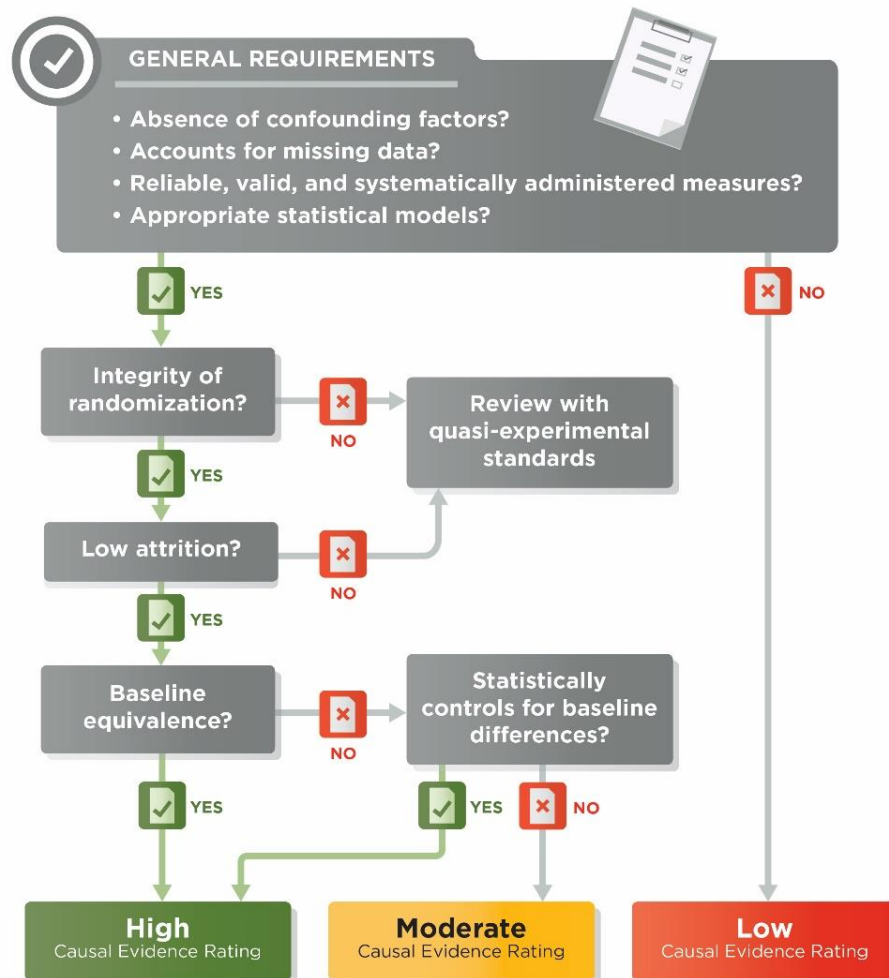 GENERAL REQUIREMENTS
• Absence of confounding factors?
• Accounts for missing data?
• Reliable, valid, and systematically administered measures?
• Appropriate statistical models?
YES
NO
Integrity of
randomization?
NO
Review with
quasi-experimental
standards
YES
Low attrition?
NO
YES
Baseline
equivalence?
NO
Statistically
controls for baseline
differences?
YES
YES
NO
High
Causal Evidence Rating
Moderate
Causal Evidence Rating
Low
Causal Evidence Rating